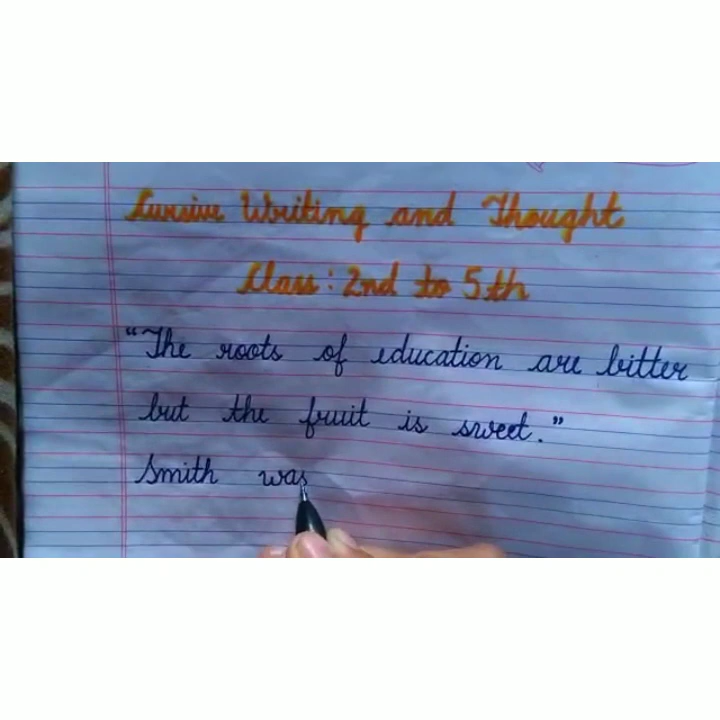 Cursive Writing and Thought
Class: 2nd to 5th
"The roots of education are bitter
but the fruit is sweet."
Smith was